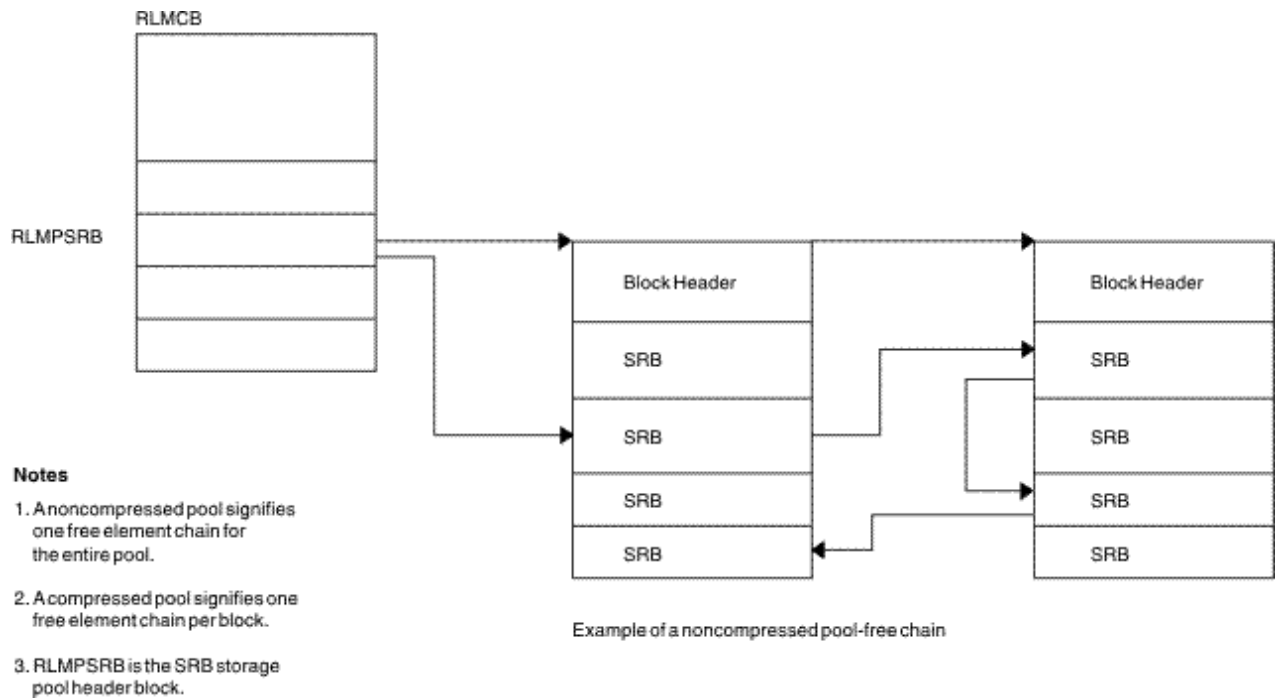 RLMCB
RLMPSRB
Block Header
SRB
SRB
SRB
SRB
Block Header
SRB
SRB
SRB
SRB
Example of a noncompressed pool-free chain
Notes
1. A noncompressed pool signifies
one free element chain for
the entire pool.
2. A compressed pool signifies one
free element chain per block.
3. RLMPSRB is the SRB storage
pool header block.